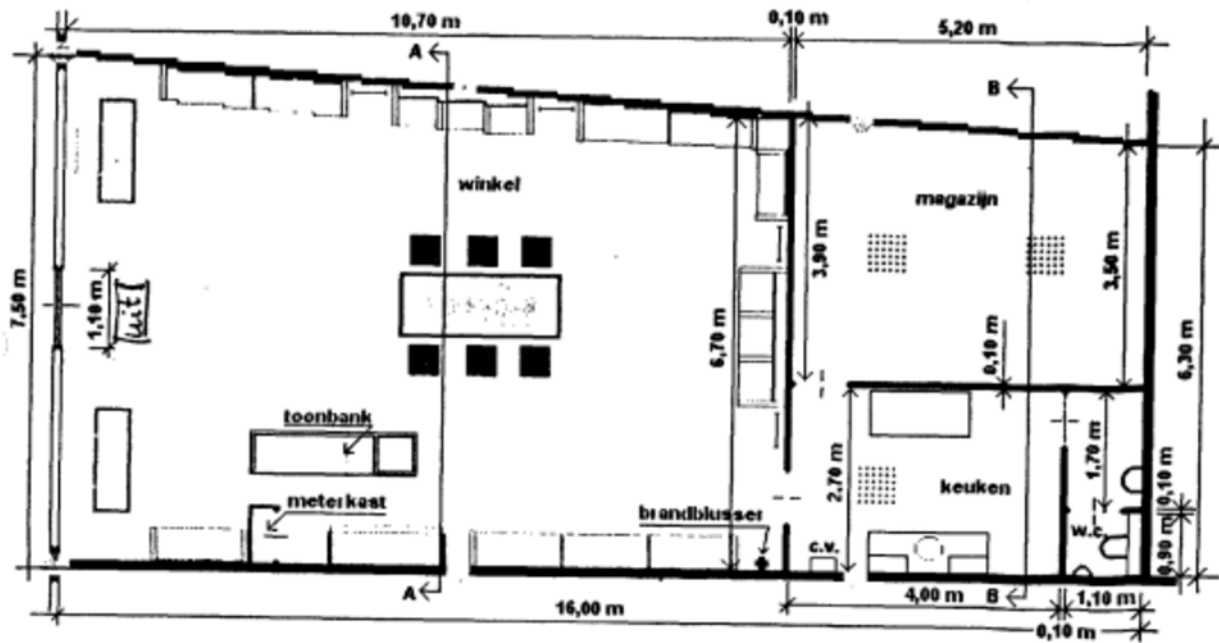 10,70 m
0,10 m
5,20 m
A
B
winkel
magazijn
7,50 m
1,10 m
uit
3,90 m
6,70 m
3,50 m
0,10 m
6,30 m
toonbank
meterkast
brandblusser
2,70 m
keuken
1,70 m
0,10 m
w.c.
0,90 m
c.v.
A
B
16,00 m
4,00 m
1,10 m
0,10 m